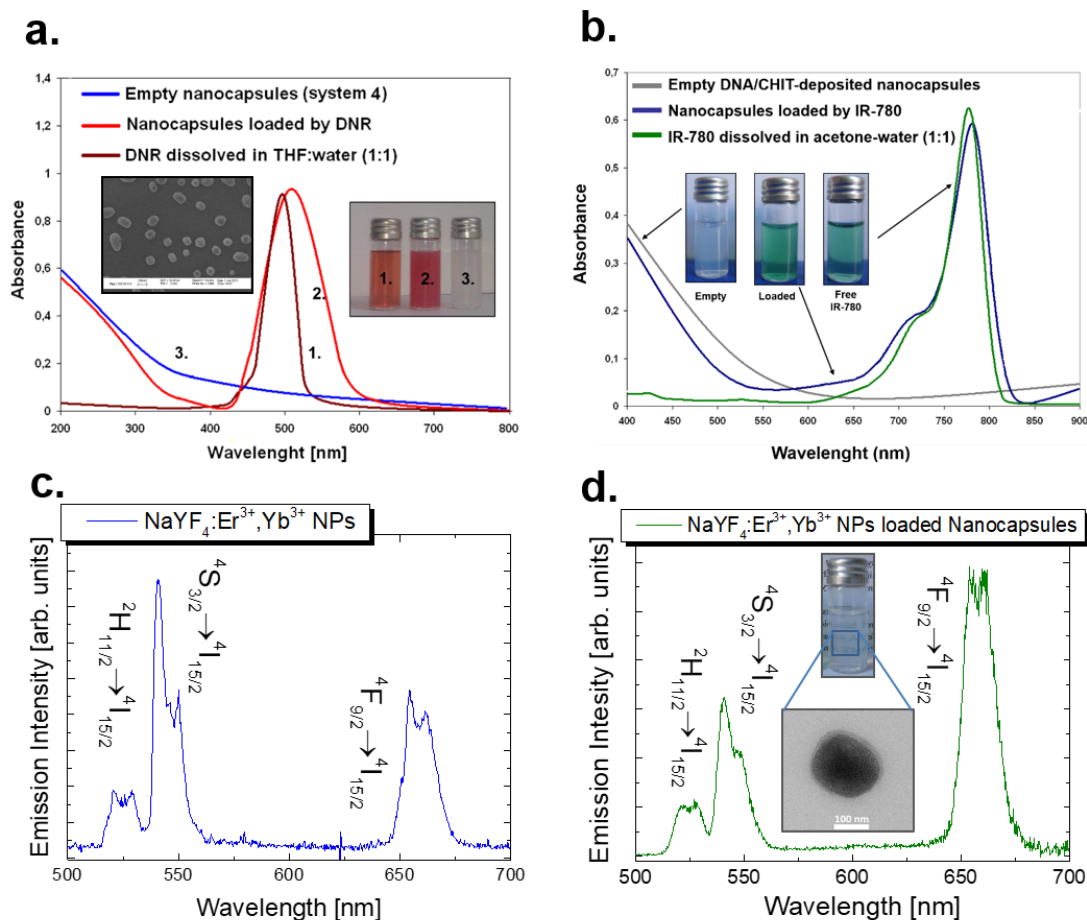 a.
1,4
1,2
1
0,8
0,6
0,4
0,2
0
Absorbance
Empty nanocapsules (system 4)
Nanocapsules loaded by DNR
DNR dissolved in THF:water (1:1)
1.
2.
3.
2.
3.
1.
200
300
400
500
600
700
800
Wavelenght [nm]
b.
0,7
0,6
0,5
0,4
0,3
0,2
0,1
0
Absorbance
Empty DNA/CHIT-deposited nanocapsules
Nanocapsules loaded by IR-780
IR-780 dissolved in acetone-water (1:1)
Empty
Loaded
Free
IR-780
400
450
500
550
600
650
700
750
800
850
900
Wavelenght (nm)
c.
NaYF₄:Er³⁺,Yb³⁺ NPs
Emission Intensity [arb. units]
²H₁₁/₂→⁴I₁₅/₂
⁴S₃/₂→⁴I₁₅/₂
⁴F₉/₂→⁴I₁₅/₂
500
550
600
650
700
Wavelength [nm]
d.
NaYF₄:Er³⁺,Yb³⁺ NPs loaded Nanocapsules
Emission Intesity [arb. units]
²H₁₁/₂→⁴I₁₅/₂
⁴S₃/₂→⁴I₁₅/₂
⁴F₉/₂→⁴I₁₅/₂
100 nm
500
550
600
650
700
Wavelength [nm]